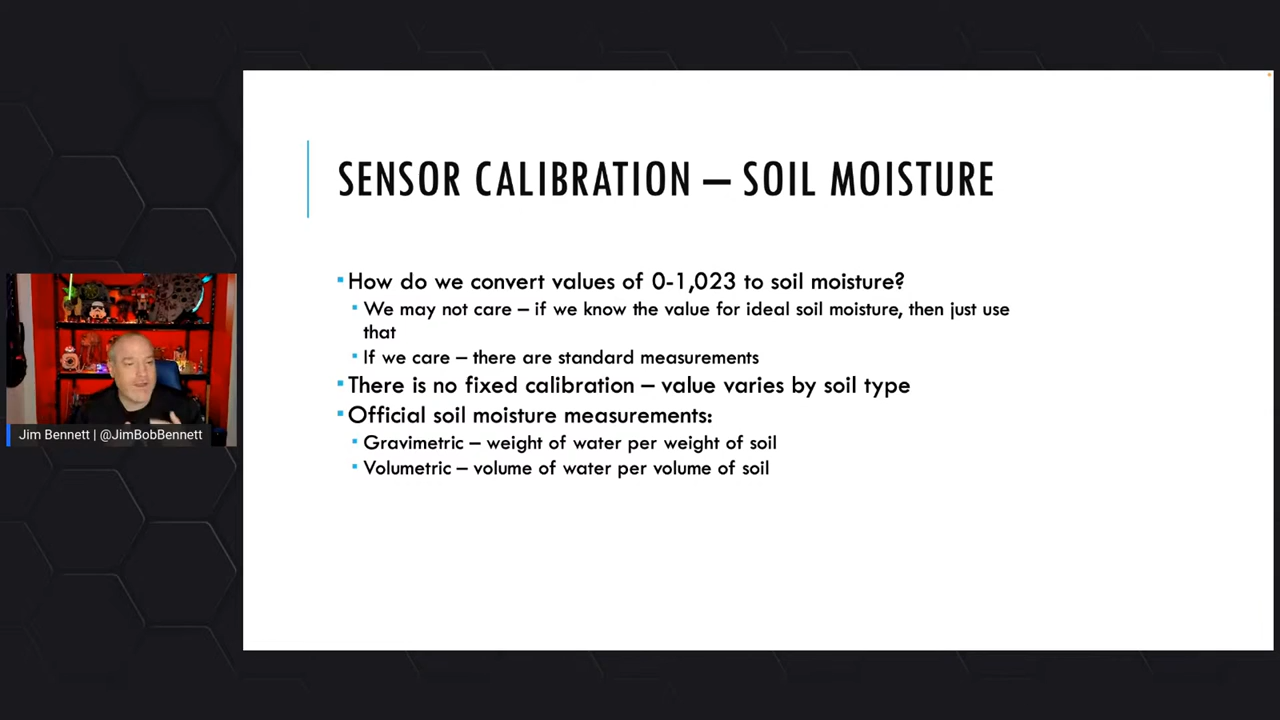 SENSOR CALIBRATION – SOIL MOISTURE
How do we convert values of 0-1,023 to soil moisture?
We may not care – if we know the value for ideal soil moisture, then just use
that
If we care – there are standard measurements
There is no fixed calibration – value varies by soil type
Official soil moisture measurements:
Gravimetric – weight of water per weight of soil
Volumetric – volume of water per volume of soil
Jim Bennett | @JimBobBennett